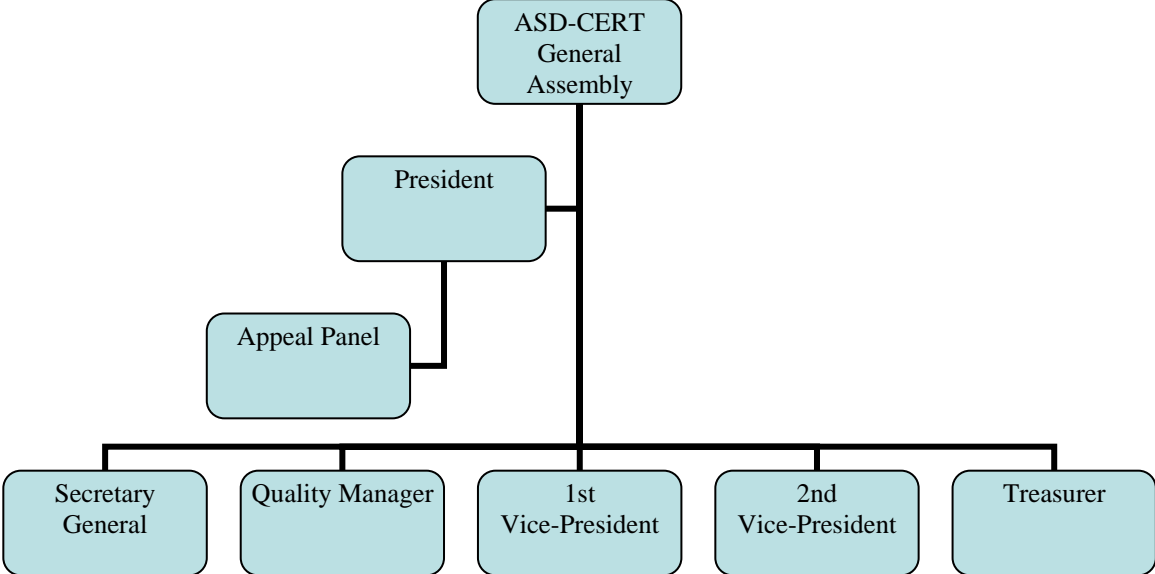 ASD-CERT
General
Assembly
President
Appeal Panel
Secretary
General
Quality Manager
1st
Vice-President
2nd
Vice-President
Treasurer